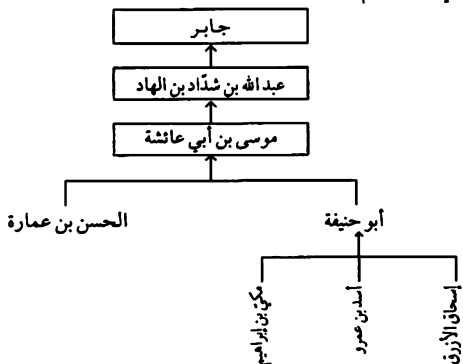 جابر
عبد الله بن شدّاد بن الهاد
موسى بن أبي عائشة
أبو حنيفة
الحسن بن عمارة
إسحاق الأزرق
أسد بن عمرو
مكيّ بن إبراهيم